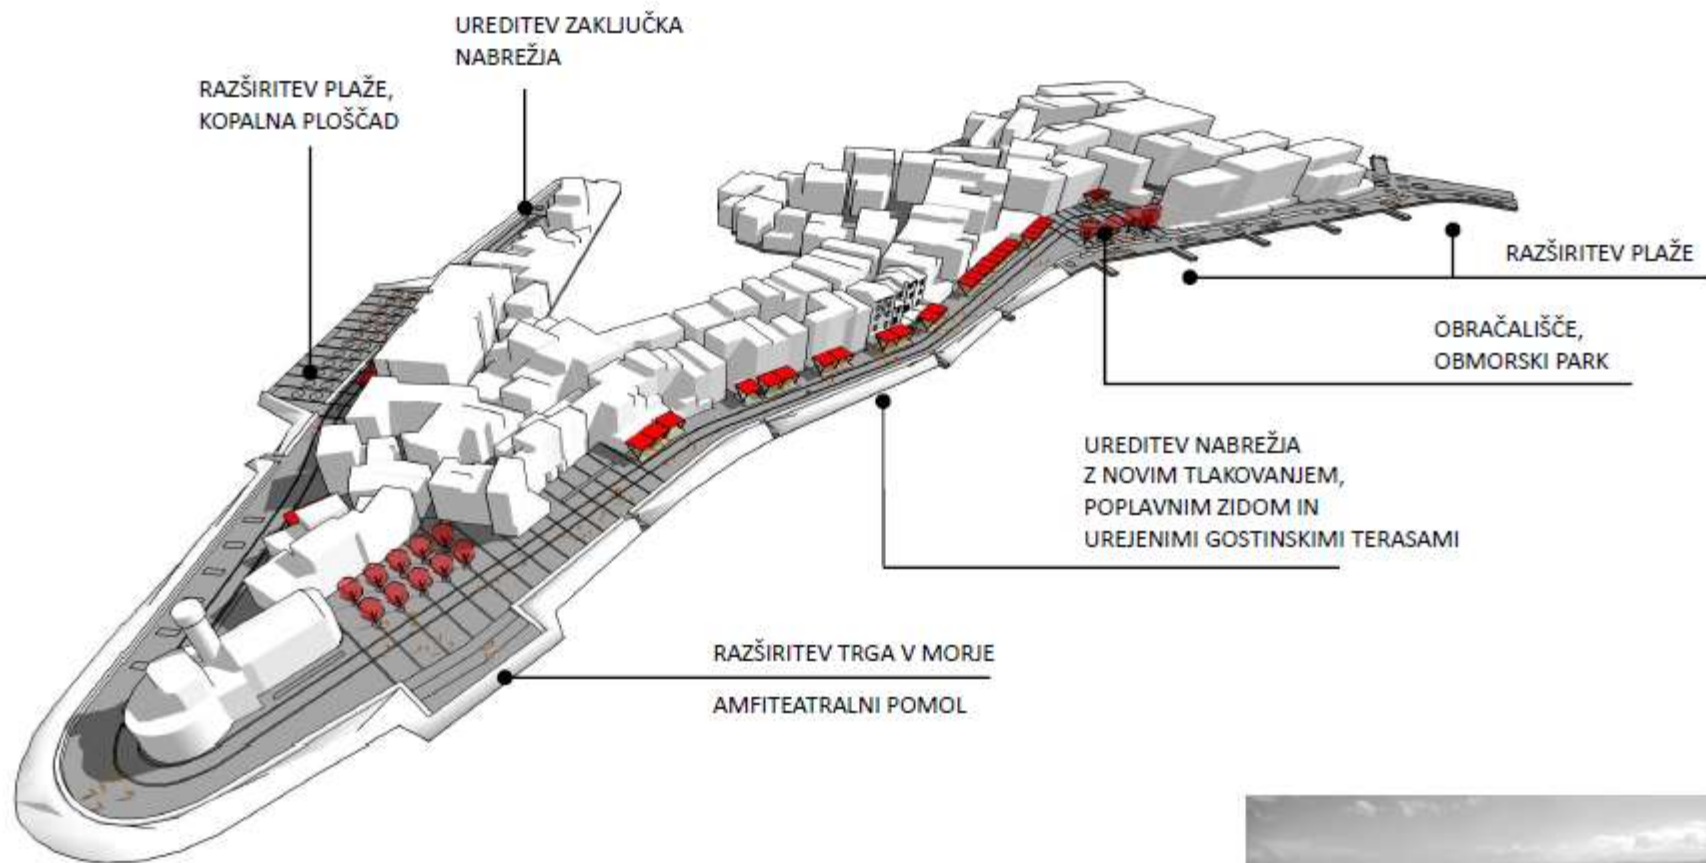 UREDITEV ZAKLJUČKA
NABREŽJA
RAZŠIRITEV PLAŽE,
KOPALNA PLOŠČAD
RAZŠIRITEV PLAŽE
OBRAČALIŠČE,
OBMORSKI PARK
UREDITEV NABREŽJA
Z NOVIM TLAKOVANJEM,
POPLAVNIM ZIDOM IN
UREJENIMI GOSTINSKIMI TERASAMI
RAZŠIRITEV TRGA V MORJE
AMFITEATRALNI POMOL